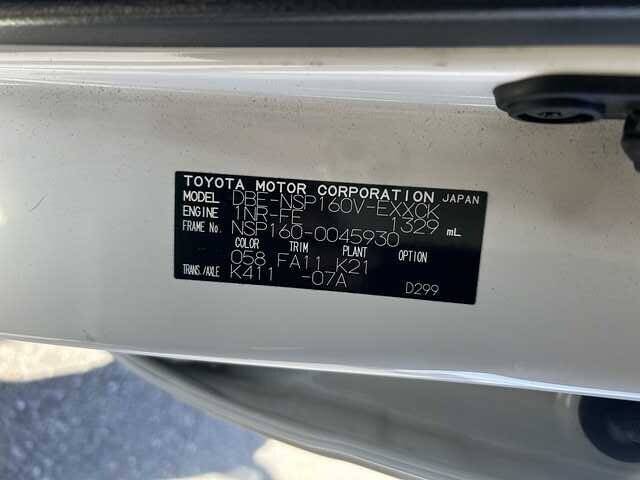 TOYOTA MOTOR CORPORATION JAPAN
MODEL DBE-NSP160V-EXXCK
ENGINE 1NR-FE 1329 mL
FRAME No. NSP160-0045930
COLOR TRIM PLANT OPTION
058 FA11 K21
TRANS./AXLE K411 -07A
D299